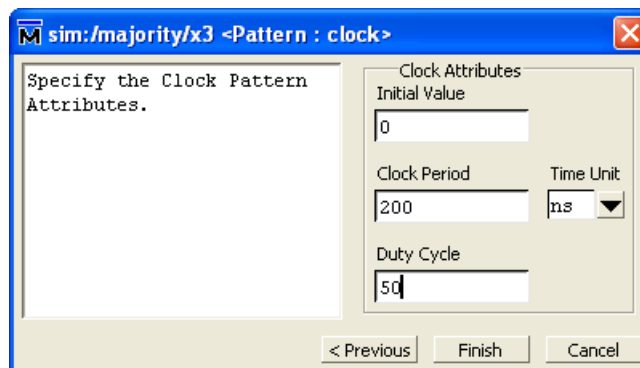 M sim:/majority/x3 <Pattern : clock>
Specify the Clock Pattern
Attributes.
Clock Attributes
Initial Value
0
Clock Period
Time Unit
200
ns
Duty Cycle
50
< Previous
Finish
Cancel